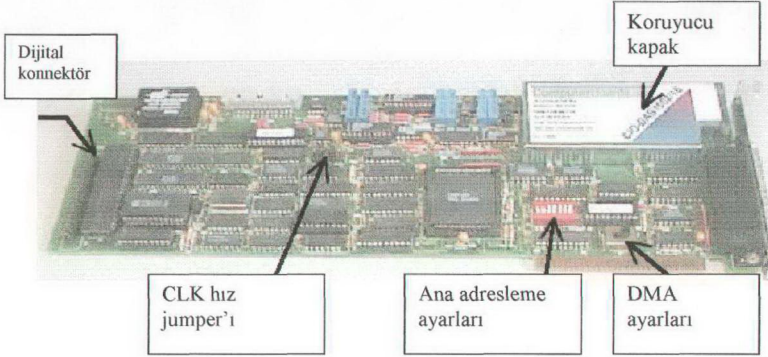 Koruyucu
kapak
Dijital
konnektör
CLK hız
jumper'ı
Ana adresleme
ayarları
DMA
ayarları